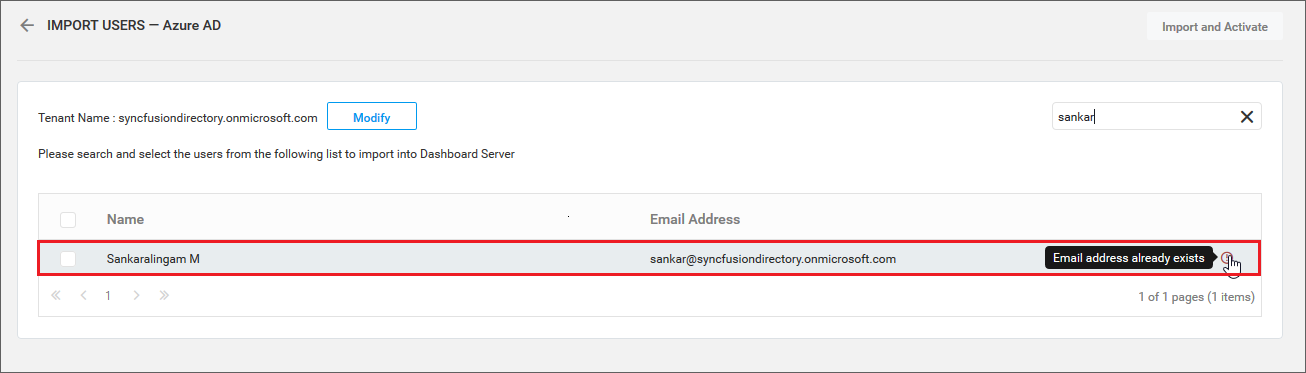 IMPORT USERS — Azure AD
Import and Activate
Tenant Name : syncfusiondirectory.onmicrosoft.com
Modify
sankar
Please search and select the users from the following list to import into Dashboard Server
Name Email Address
Sankaralingam M sankar@syncfusiondirectory.onmicrosoft.com Email address already exists
1
1 of 1 pages (1 items)